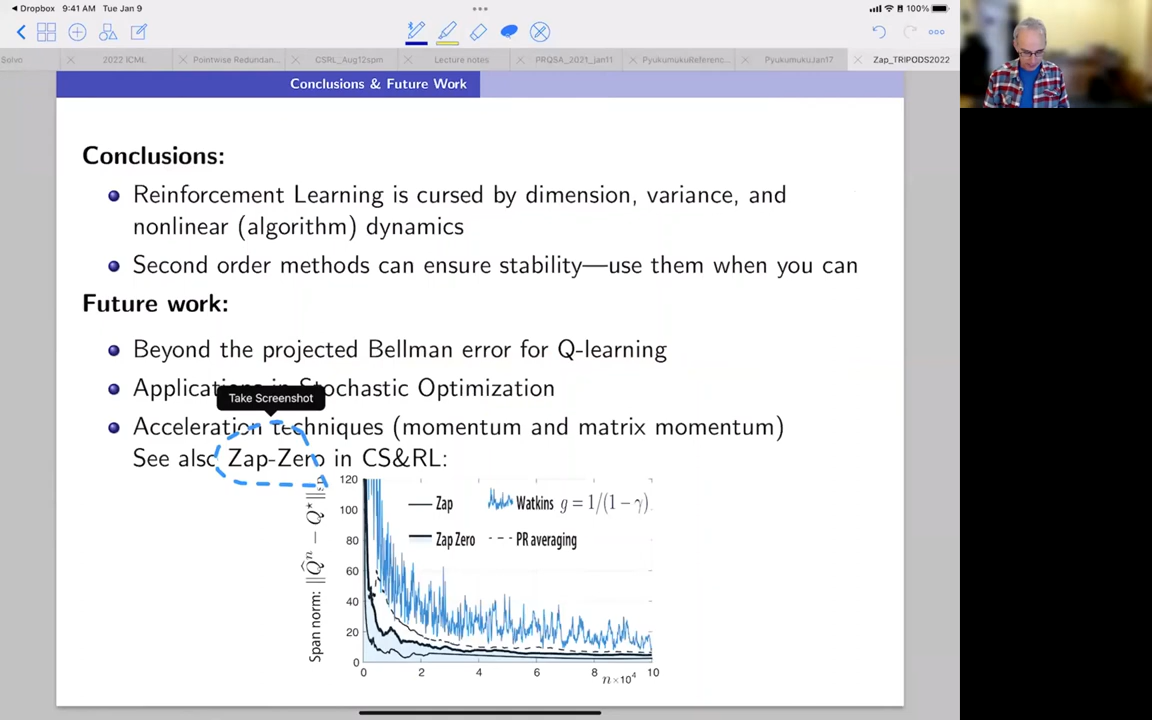 Dropbox 9:41 AM Tue Jan 9
100%
Solvo 2022 ICML Pointwise Redundan... CSRL_Aug12spm Lecture notes PRQSA_2021_jan11 PyukumukuReferenc... PyukumukuJan17 Zap_TRIPODS2022
Conclusions & Future Work
Conclusions:
Reinforcement Learning is cursed by dimension, variance, and
nonlinear (algorithm) dynamics
Second order methods can ensure stability—use them when you can
Future work:
Beyond the projected Bellman error for Q-learning
Applications in Stochastic Optimization
Take Screenshot
Acceleration techniques (momentum and matrix momentum)
See also Zap-Zero in CS&RL:
Span norm: ‖Q̂ⁿ − Q*‖
120
100
80
60
40
20
0
Zap Watkins g = 1/(1 − γ)
Zap Zero PR averaging
0 2 4 6 8 10
n×10⁴